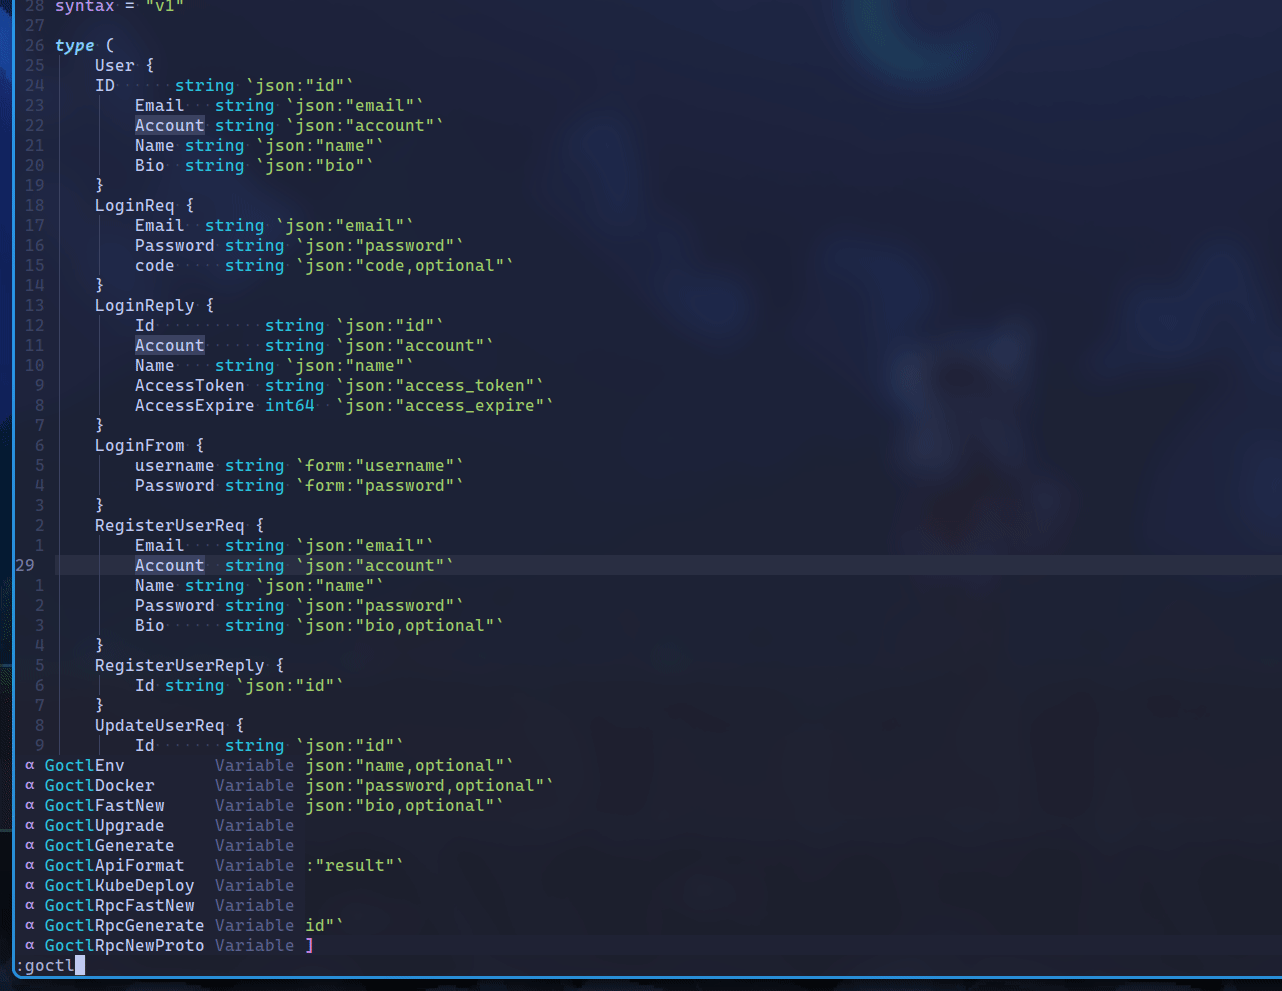 28 syntax = "v1"
27
26 type (
25 User {
24 ID string `json:"id"`
23 Email string `json:"email"`
22 Account string `json:"account"`
21 Name string `json:"name"`
20 Bio string `json:"bio"`
19 }
18 LoginReq {
17 Email string `json:"email"`
16 Password string `json:"password"`
15 code string `json:"code,optional"`
14 }
13 LoginReply {
12 Id string `json:"id"`
11 Account string `json:"account"`
10 Name string `json:"name"`
9 AccessToken string `json:"access_token"`
8 AccessExpire int64 `json:"access_expire"`
7 }
6 LoginFrom {
5 username string `form:"username"`
4 Password string `form:"password"`
3 }
2 RegisterUserReq {
1 Email string `json:"email"`
29 Account string `json:"account"`
1 Name string `json:"name"`
2 Password string `json:"password"`
3 Bio string `json:"bio,optional"`
4 }
5 RegisterUserReply {
6 Id string `json:"id"`
7 }
8 UpdateUserReq {
9 Id string `json:"id"`
α GoctlEnv Variable json:"name,optional"`
α GoctlDocker Variable json:"password,optional"`
α GoctlFastNew Variable json:"bio,optional"`
α GoctlUpgrade Variable
α GoctlGenerate Variable
α GoctlApiFormat Variable :"result"`
α GoctlKubeDeploy Variable
α GoctlRpcFastNew Variable
α GoctlRpcGenerate Variable id"`
α GoctlRpcNewProto Variable ]
:goctl